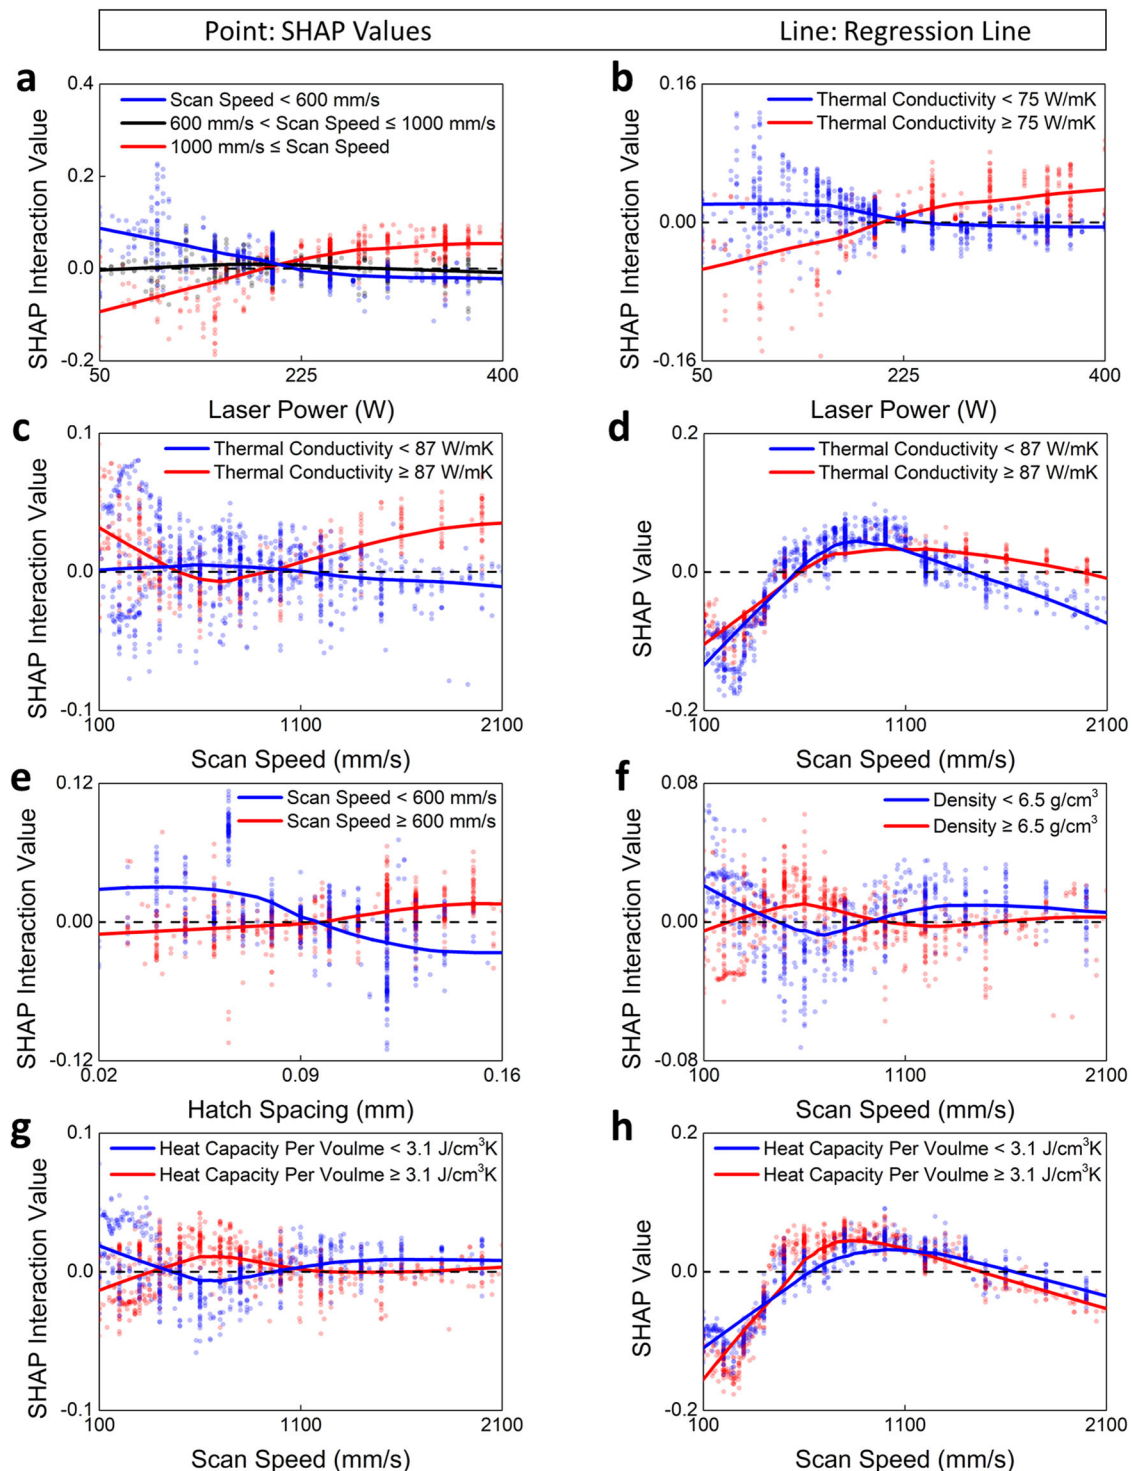 Point: SHAP Values Line: Regression Line
a
0.4
0.2
0.0
-0.2
SHAP Interaction Value
Scan Speed < 600 mm/s
600 mm/s < Scan Speed ≤ 1000 mm/s
1000 mm/s ≤ Scan Speed
50 225 400
Laser Power (W)
b
0.16
0.00
-0.16
SHAP Interaction Value
Thermal Conductivity < 75 W/mK
Thermal Conductivity ≥ 75 W/mK
50 225 400
Laser Power (W)
c
0.1
0.0
-0.1
SHAP Interaction Value
Thermal Conductivity < 87 W/mK
Thermal Conductivity ≥ 87 W/mK
100 1100 2100
Scan Speed (mm/s)
d
0.2
0.0
-0.2
SHAP Value
Thermal Conductivity < 87 W/mK
Thermal Conductivity ≥ 87 W/mK
100 1100 2100
Scan Speed (mm/s)
e
0.12
0.00
-0.12
SHAP Interaction Value
Scan Speed < 600 mm/s
Scan Speed ≥ 600 mm/s
0.02 0.09 0.16
Hatch Spacing (mm)
f
0.08
0.00
-0.08
SHAP Interaction Value
Density < 6.5 g/cm³
Density ≥ 6.5 g/cm³
100 1100 2100
Scan Speed (mm/s)
g
0.1
0.0
-0.1
SHAP Interaction Value
Heat Capacity Per Voulme < 3.1 J/cm³K
Heat Capacity Per Voulme ≥ 3.1 J/cm³K
100 1100 2100
Scan Speed (mm/s)
h
0.2
0.0
-0.2
SHAP Value
Heat Capacity Per Voulme < 3.1 J/cm³K
Heat Capacity Per Voulme ≥ 3.1 J/cm³K
100 1100 2100
Scan Speed (mm/s)